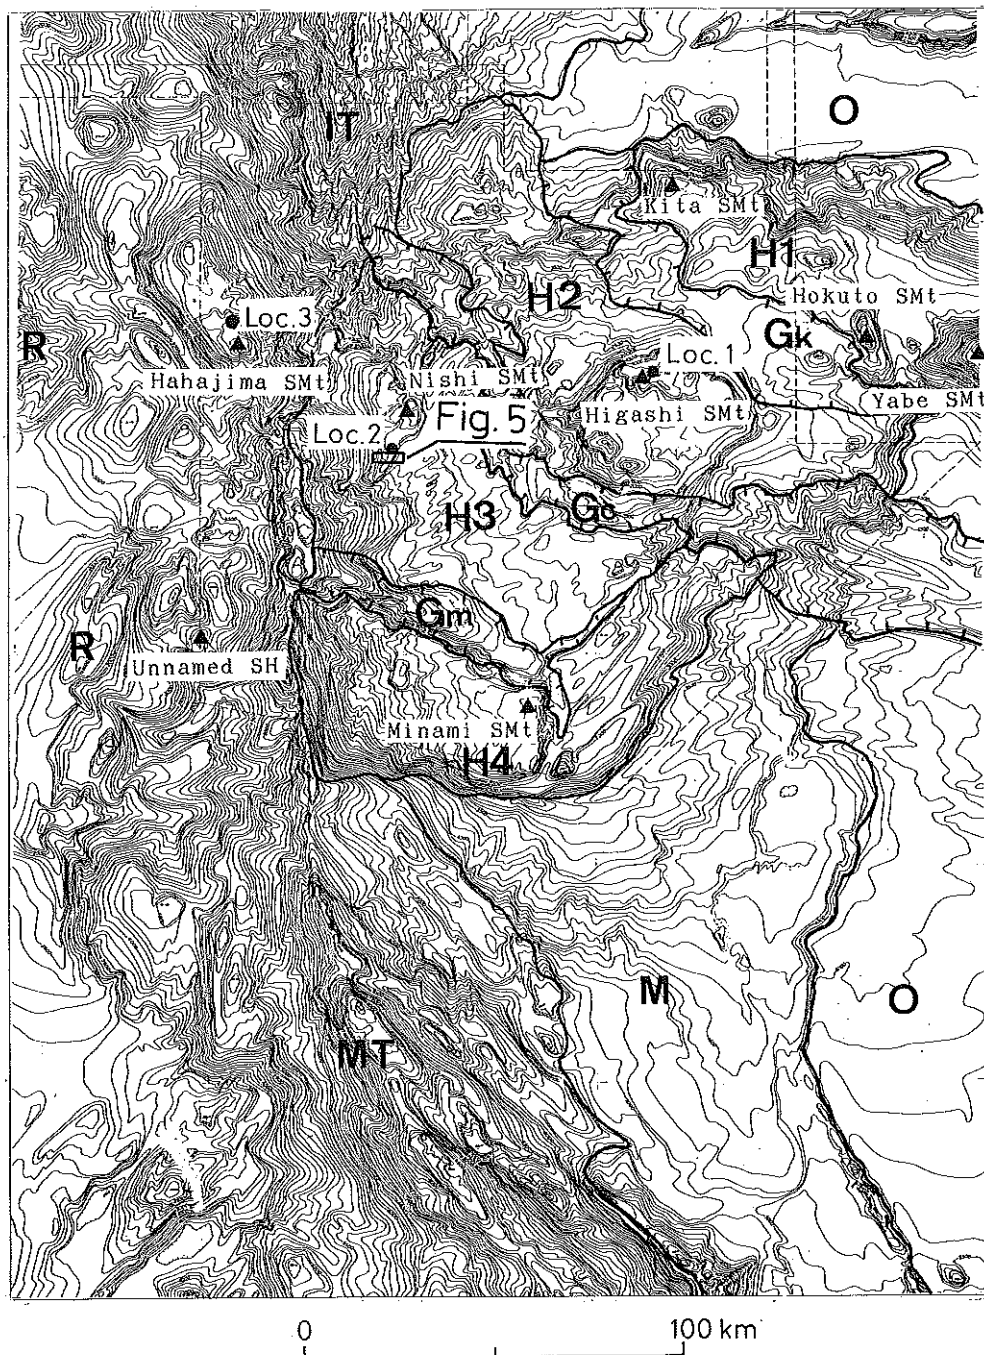 IT
O
Kita SMt
H1
H2
Hokuto SMt
Loc.3
Gk
R
Loc.1
Hahajima SMt
Nishi SMt
Yabe SMt
Higashi SMt
Loc.2
Fig.5
H3
Gc
Gm
R
Unnamed SH
Minami SMt
H4
M
O
MT
0
100 km